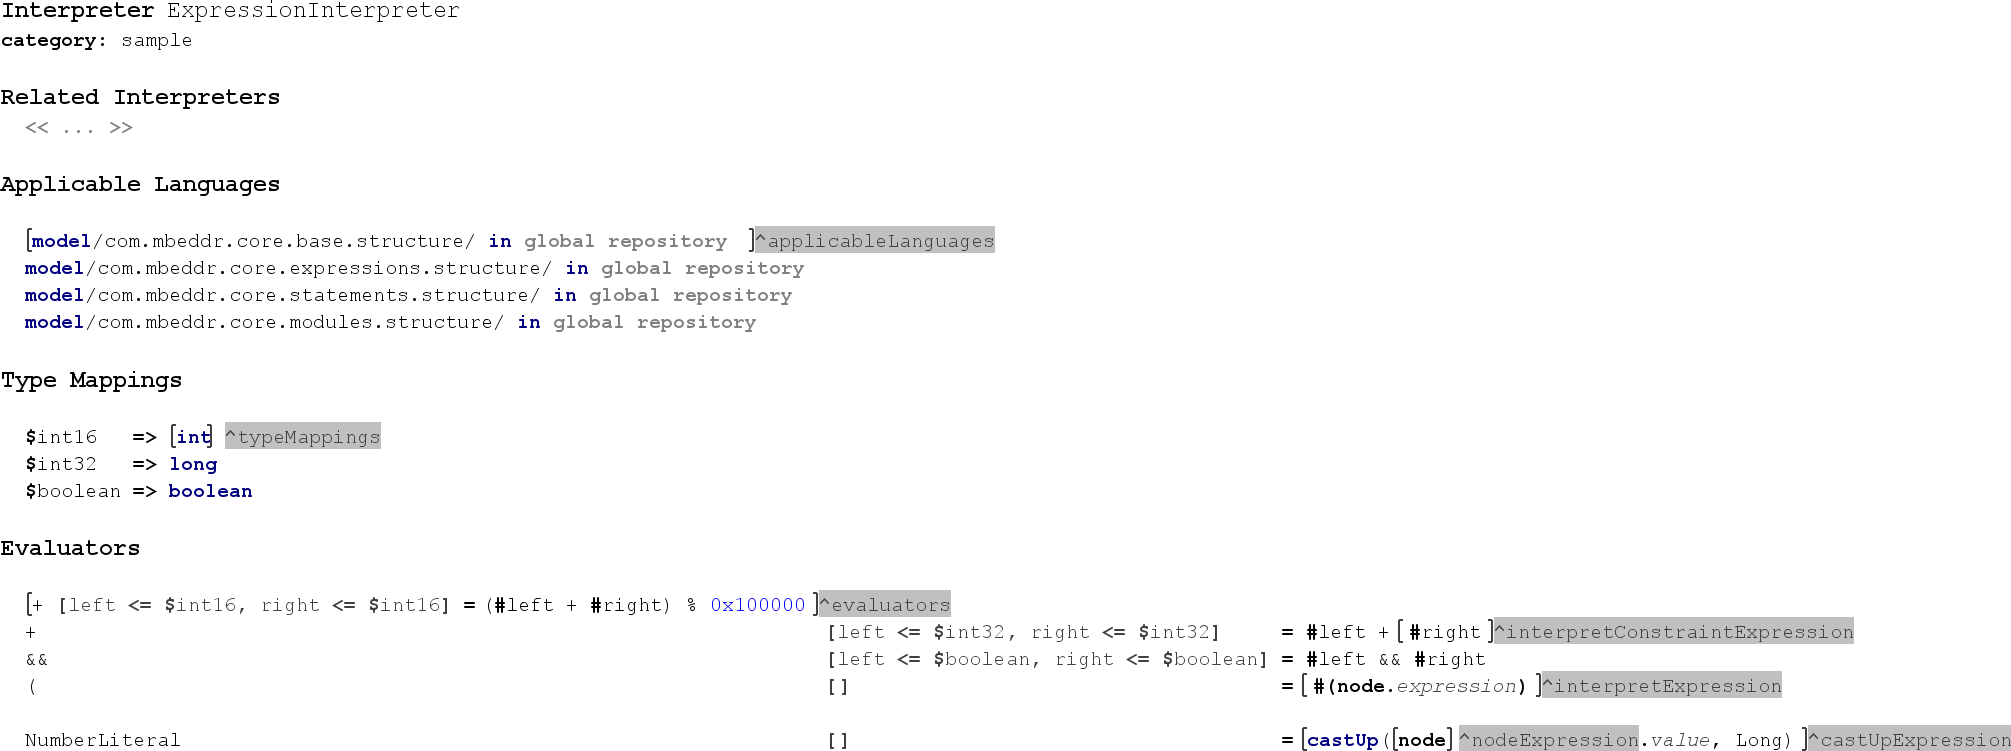 Interpreter ExpressionInterpreter
category: sample
Related Interpreters
<< ... >>
Applicable Languages
[model/com.mbeddr.core.base.structure/ in global repository ]^applicableLanguages
model/com.mbeddr.core.expressions.structure/ in global repository
model/com.mbeddr.core.statements.structure/ in global repository
model/com.mbeddr.core.modules.structure/ in global repository
Type Mappings
$int16 => [int] ^typeMappings
$int32 => long
$boolean => boolean
Evaluators
[+ [left <= $int16, right <= $int16] = (#left + #right) % 0x100000 ]^evaluators
+ [left <= $int32, right <= $int32] = #left + [ #right ]^interpretConstraintExpression
&& [left <= $boolean, right <= $boolean] = #left && #right
( [] = [ #(node.expression) ]^interpretExpression
NumberLiteral [] = [castUp([node] ^nodeExpression.value, Long) ]^castUpExpression